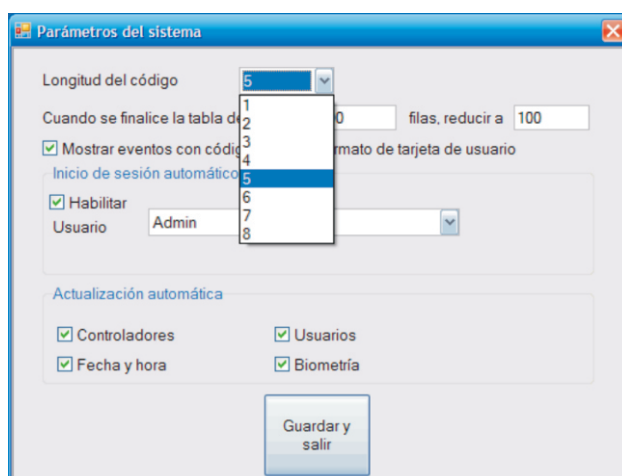 Parámetros del sistema
Longitud del código 5
1
Cuando se finalice la tabla de 0 filas, reducir a 100
2
3
Mostrar eventos con códig rmato de tarjeta de usuario
4
Inicio de sesión automático
5
Habilitar
6
Usuario Admin
7
8
Actualización automática
Controladores Usuarios
Fecha y hora Biometría
Guardar y
salir